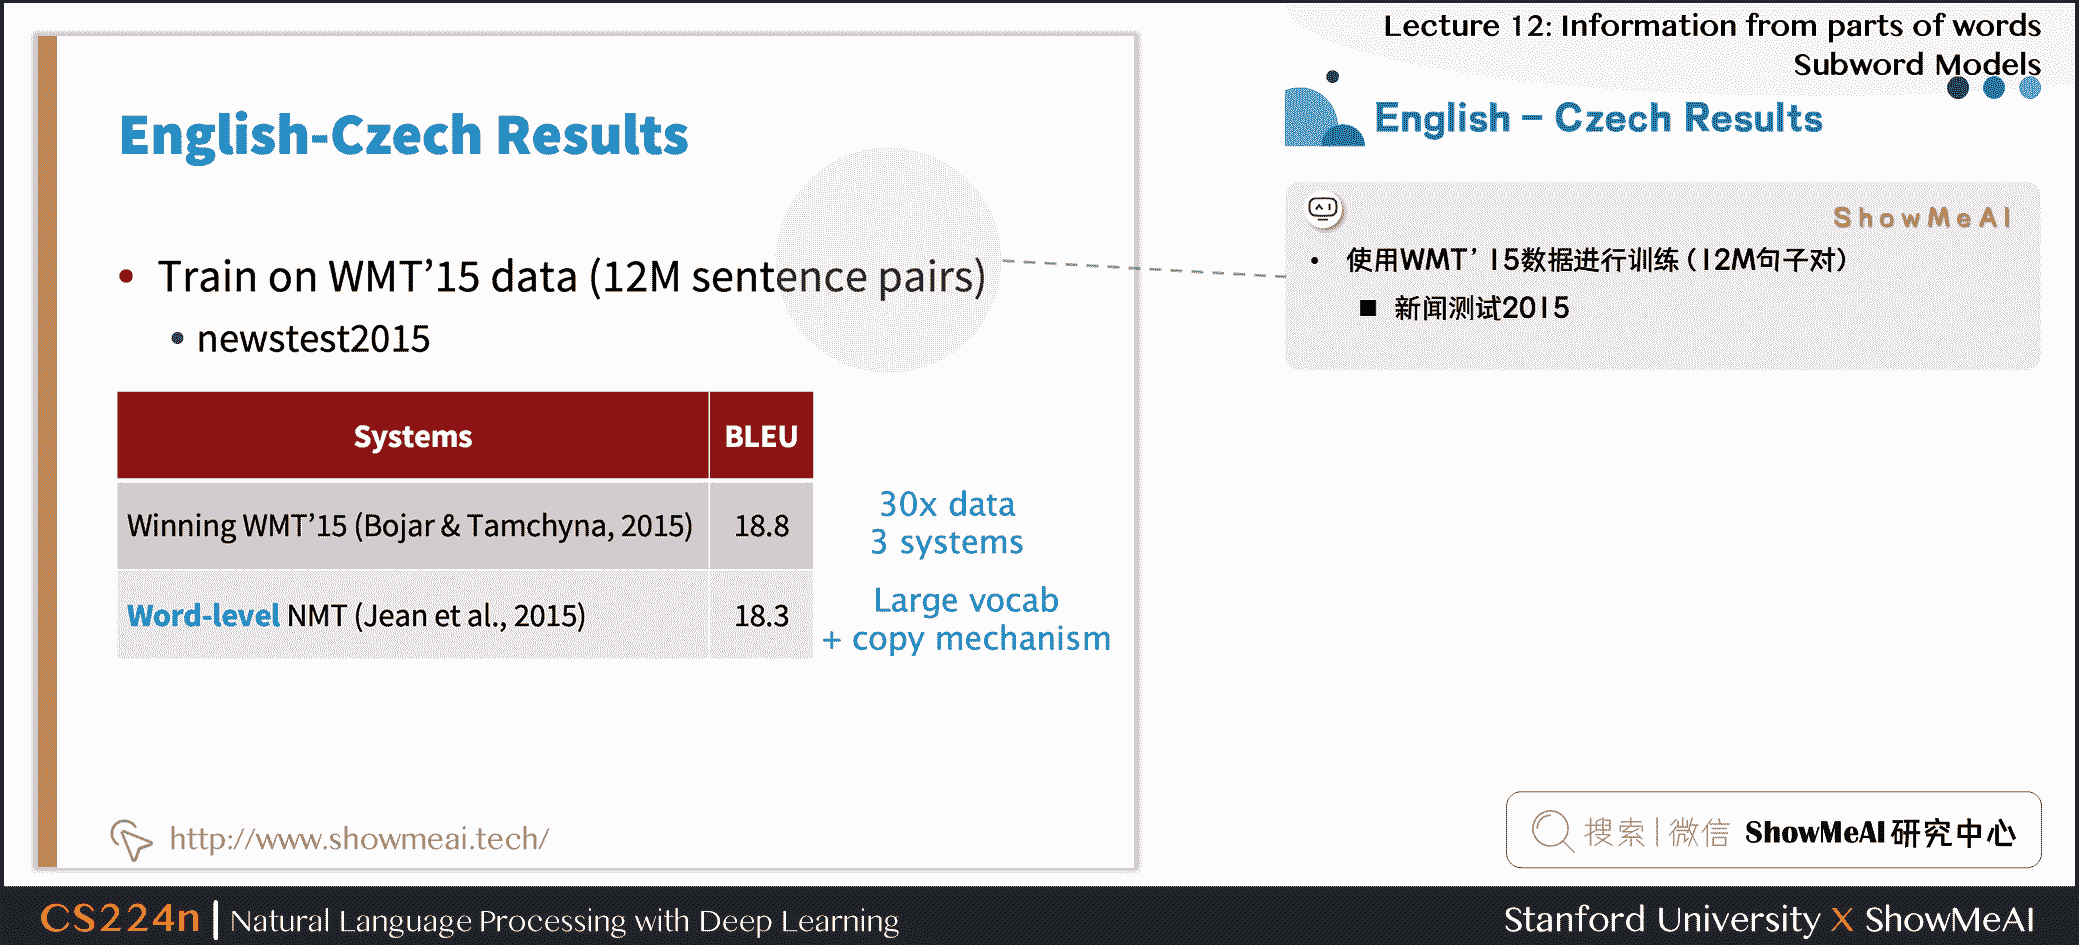 Lecture 12: Information from parts of words
Subword Models
English-Czech Results
• Train on WMT’15 data (12M sentence pairs)
• newstest2015
Systems BLEU
Winning WMT’15 (Bojar & Tamchyna, 2015) 18.8
30x data
3 systems
Word-level NMT (Jean et al., 2015) 18.3
Large vocab
+ copy mechanism
http://www.showmeai.tech/
English – Czech Results
ShowMeAI
• 使用WMT’15数据进行训练（12M句子对）
■ 新闻测试2015
搜索|微信 ShowMeAI研究中心
CS224n | Natural Language Processing with Deep Learning
Stanford University X ShowMeAI